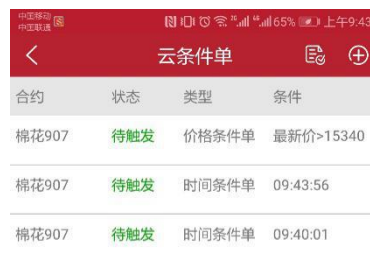 中国移动
中国联通 2G 4G 65% 上午9:43
云条件单
合约 状态 类型 条件
棉花907 待触发 价格条件单 最新价>15340
棉花907 待触发 时间条件单 09:43:56
棉花907 待触发 时间条件单 09:40:01